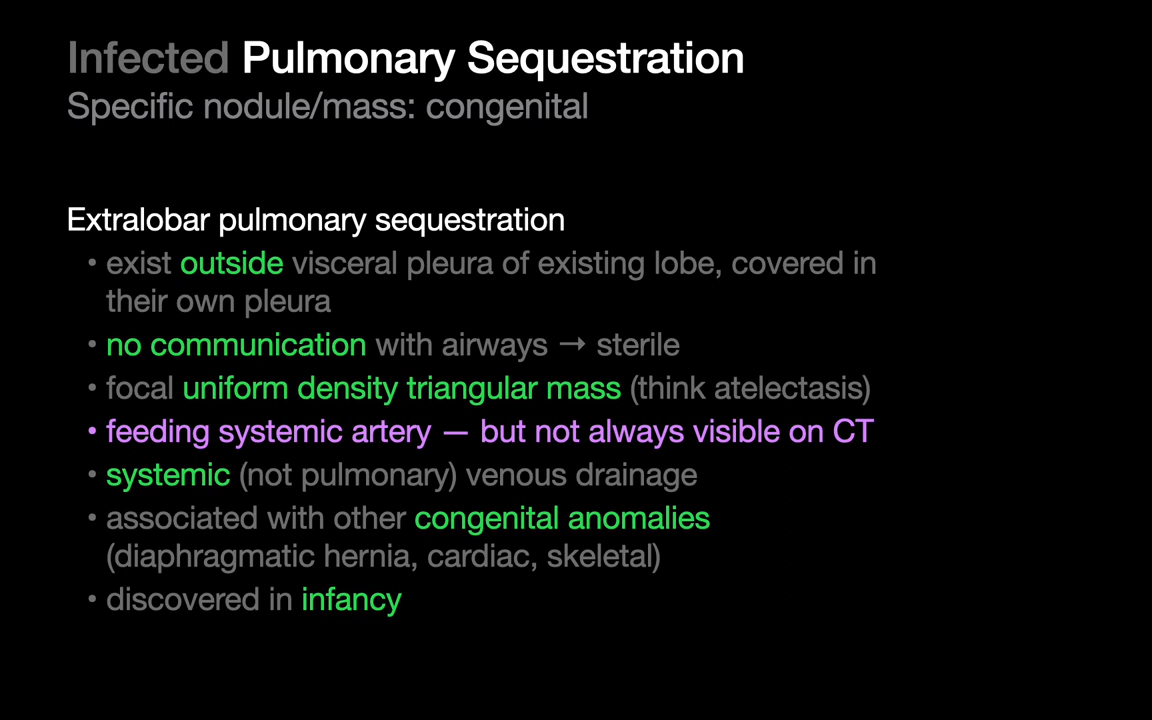 Infected Pulmonary Sequestration
Specific nodule/mass: congenital
Extralobar pulmonary sequestration
• exist outside visceral pleura of existing lobe, covered in
their own pleura
• no communication with airways → sterile
• focal uniform density triangular mass (think atelectasis)
• feeding systemic artery — but not always visible on CT
• systemic (not pulmonary) venous drainage
• associated with other congenital anomalies
(diaphragmatic hernia, cardiac, skeletal)
• discovered in infancy